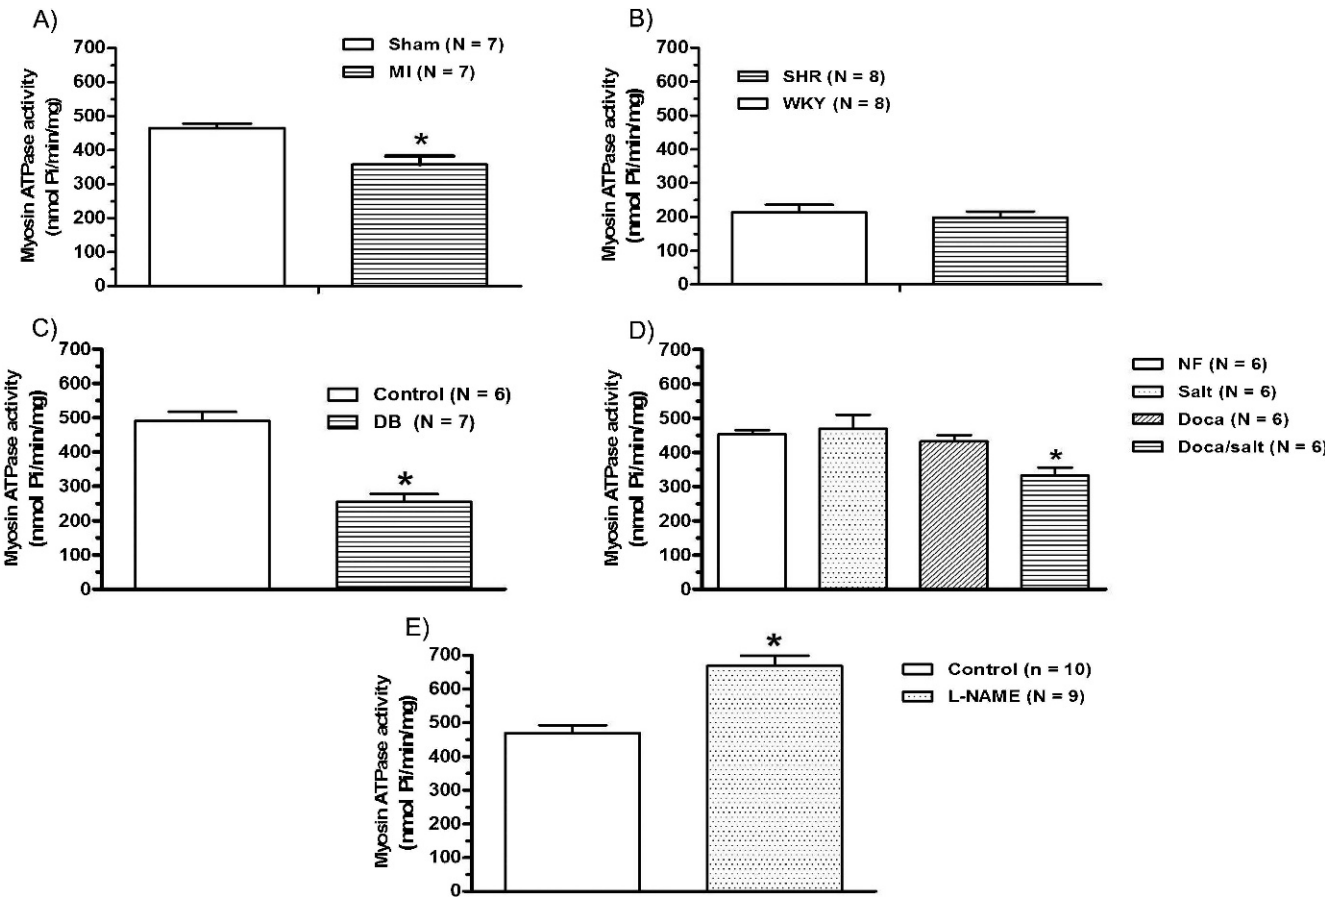 A)
Myosin ATPase activity
(nmol Pi/min/mg)
700
600
500
400
300
200
100
0
Sham (N = 7)
MI (N = 7)
*
B)
Myosin ATPase activity
(nmol Pi/min/mg)
700
600
500
400
300
200
100
0
SHR (N = 8)
WKY (N = 8)
C)
Myosin ATPase activity
(nmol Pi/min/mg)
700
600
500
400
300
200
100
0
Control (N = 6)
DB (N = 7)
*
D)
Myosin ATPase activity
(nmol Pi/min/mg)
700
600
500
400
300
200
100
0
*
NF (N = 6)
Salt (N = 6)
Doca (N = 6)
Doca/salt (N = 6)
E)
Myosin ATPase activity
(nmol Pi/min/mg)
700
600
500
400
300
200
100
0
*
Control (n = 10)
L-NAME (N = 9)